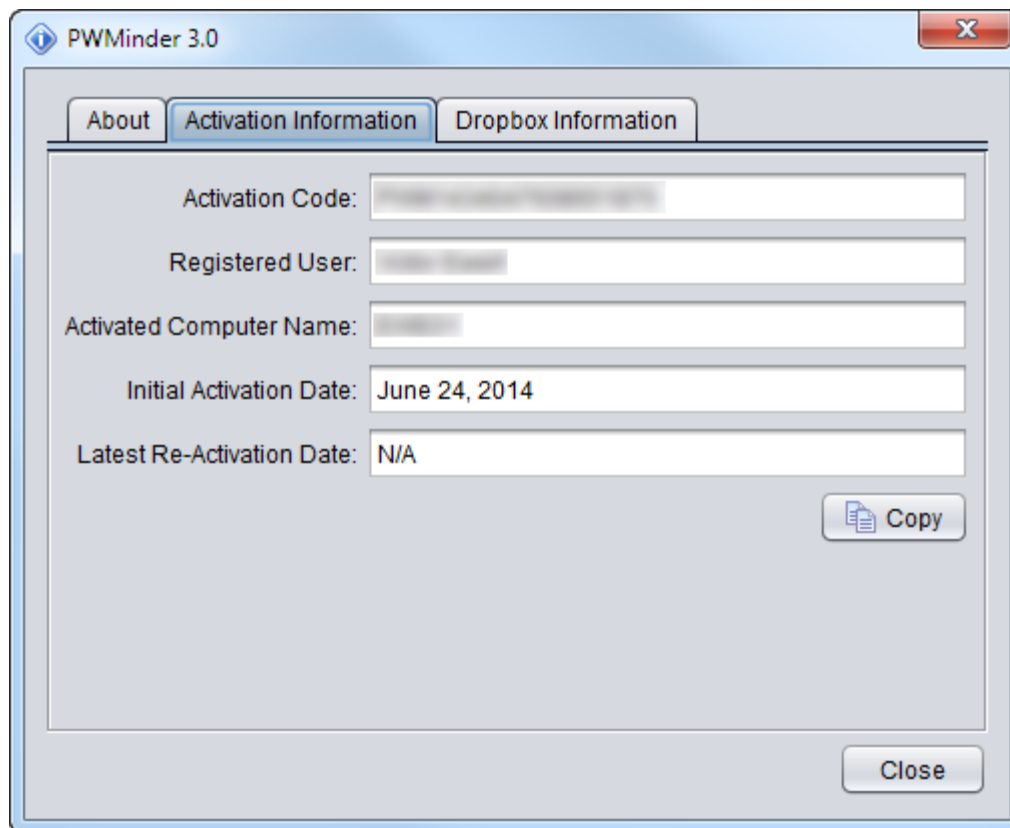 PWMinder 3.0
About Activation Information Dropbox Information
Activation Code:
Registered User:
Activated Computer Name:
Initial Activation Date: June 24, 2014
Latest Re-Activation Date: N/A
Copy
Close